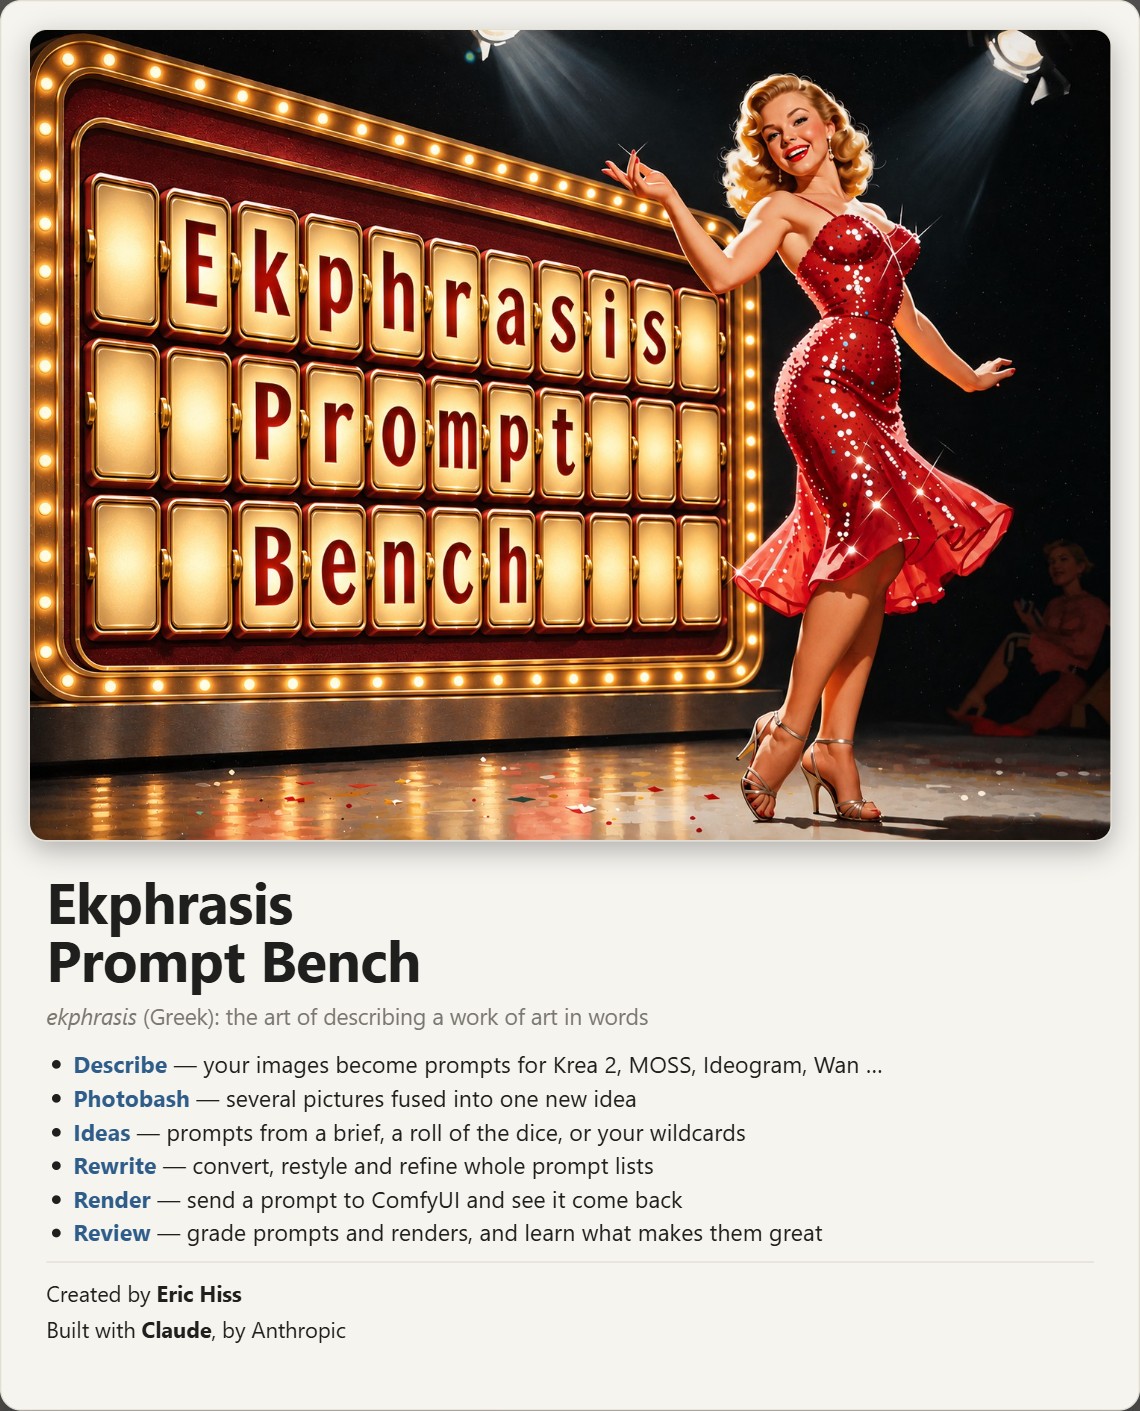 Ekphrasis
Prompt
Bench
Ekphrasis
Prompt Bench
ekphrasis (Greek): the art of describing a work of art in words
• Describe — your images become prompts for Krea 2, MOSS, Ideogram, Wan ...
• Photobash — several pictures fused into one new idea
• Ideas — prompts from a brief, a roll of the dice, or your wildcards
• Rewrite — convert, restyle and refine whole prompt lists
• Render — send a prompt to ComfyUI and see it come back
• Review — grade prompts and renders, and learn what makes them great
Created by Eric Hiss
Built with Claude, by Anthropic